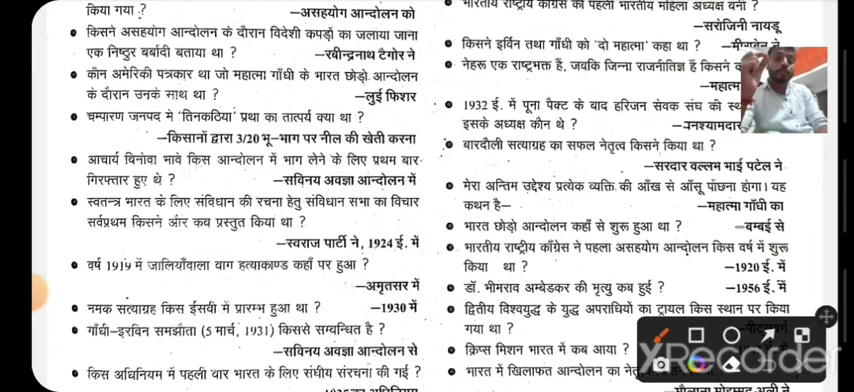 किया गया ?
–असहयोग आन्दोलन को
किसने असहयोग आन्दोलन के दौरान विदेशी कपड़ों का जलाया जाना
एक निष्ठुर बर्बादी बताया था ? –रवीन्द्रनाथ टैगोर ने
कौन अमेरिकी पत्रकार था जो महात्मा गाँधी के भारत छोड़ो आन्दोलन
के दौरान उनके साथ था ? –लुई फिशर
चम्पारण जनपद मे 'तिनकठिया' प्रथा का तात्पर्य क्या था ?
–किसानों द्वारा 3/20 भू–भाग पर नील की खेती करना
आचार्य विनोवा भावे किस आन्दोलन में भाग लेने के लिए प्रथम बार
गिरफ्तार हुए थे ? –सविनय अवज्ञा आन्दोलन में
स्वतन्त्र भारत के लिए संविधान की रचना हेतु संविधान सभा का विचार
सर्वप्रथम किसने और कव प्रस्तुत किया था ?
–स्वराज पार्टी ने, 1924 ई. में
वर्ष 1919 में जालियाँवाला वाग हत्याकाण्ड कहाँ पर हुआ ?
–अमृतसर में
नमक सत्याग्रह किस ईसवी में प्रारम्भ हुआ था ? –1930 में
गाँधी–इरविन समझौता (5 मार्च, 1931) किससे सम्वन्धित है ?
–सविनय अवज्ञा आन्दोलन से
किस अधिनियम में पहली वार भारत के लिए संघीय संरचना की गई ?
भारतीय राष्ट्रीय कांग्रेस की पहली भारतीय महिला अध्यक्ष बनी ?
–सरोजिनी नायडू
किसने इर्विन तथा गाँधी को 'दो महात्मा' कहा था ?
नेहरू एक राष्ट्रभक्त हैं, जबकि जिन्ना राजनीतिज्ञ हैं किसने
–महात्मा
1932 ई. में पूना पैक्ट के बाद हरिजन सेवक संघ की
इसके अध्यक्ष कौन थे ?
बारदौली सत्याग्रह का सफल नेतृत्व किसने किया था ?
–सरदार वल्लम भाई पटेल ने
मेरा अन्तिम उद्देश्य प्रत्येक व्यक्ति की आँख से आँसू पोंछना होगा। यह
कथन है– –महात्मा गाँधी का
भारत छोड़ो आन्दोलन कहाँ से शुरू हुआ था ? –बम्बई से
भारतीय राष्ट्रीय काँग्रेस ने पहला असहयोग आन्दोलन किस वर्ष में शुरू
किया था ? –1920 ई. में
डॉ. भीमराव अम्बेडकर की मृत्यु कब हुई ? –1956 ई. में
द्वितीय विश्वयुद्ध के युद्ध अपराधियों का ट्रायल किस स्थान पर किया
गया था ?
क्रिप्स मिशन भारत में कब आया ?
भारत में खिलाफत आन्दोलन का
RECORDER